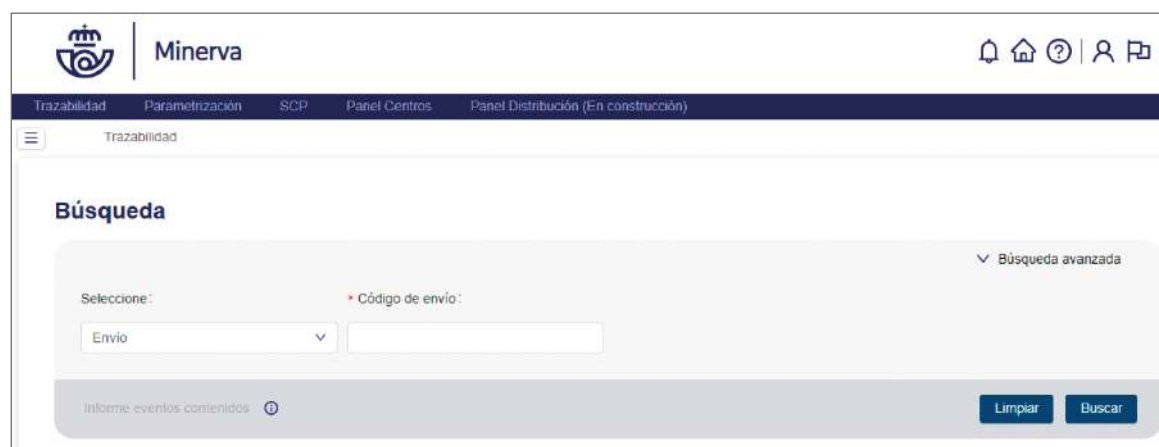 Minerva
Trazabilidad Parametrización SCP Panel Centros Panel Distribución (En construcción)
Trazabilidad
Búsqueda
Búsqueda avanzada
Seleccione: * Código de envío:
Envío
Informe eventos contenidos
Limpiar Buscar